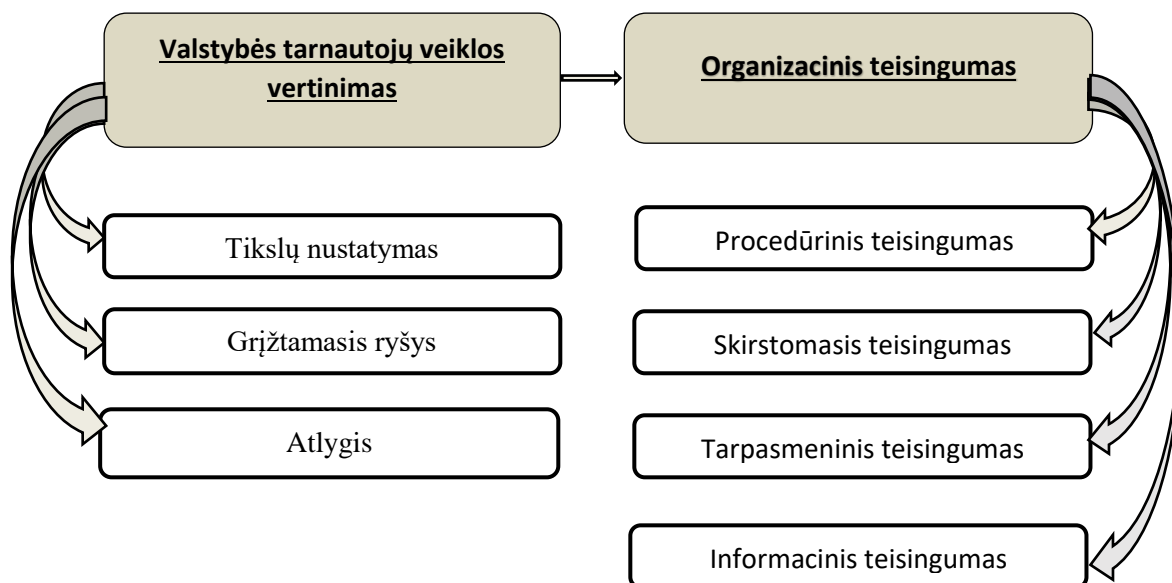 Valstybės tarnautojų veiklos
vertinimas
Organizacinis teisingumas
Tikslų nustatymas
Grįžtamasis ryšys
Atlygis
Procedūrinis teisingumas
Skirstomasis teisingumas
Tarpasmeninis teisingumas
Informacinis teisingumas